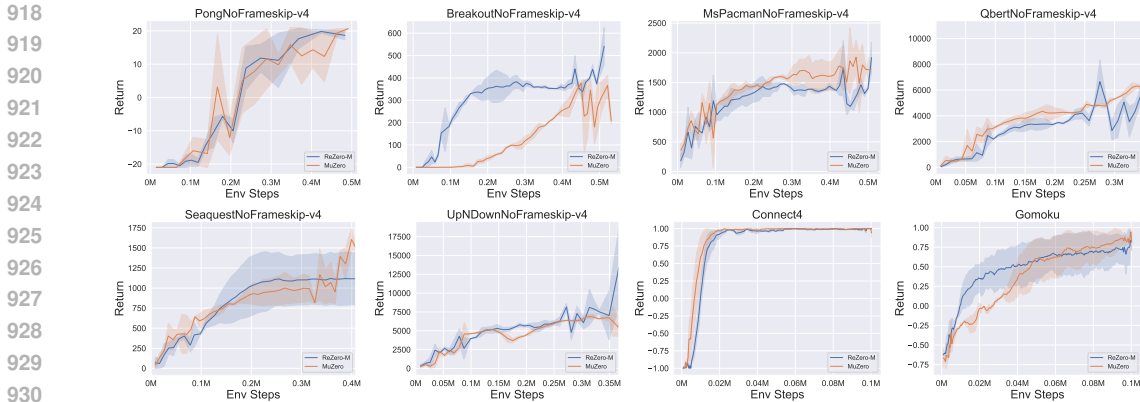 918
919
920
921
922
923
924
925
926
927
928
929
930
PongNoFrameskip-v4
20
10
0
−10
−20
Return
0M 0.1M 0.2M 0.3M 0.4M 0.5M
Env Steps
ReZero-M
MuZero
BreakoutNoFrameskip-v4
600
500
400
300
200
100
0
Return
0M 0.1M 0.2M 0.3M 0.4M 0.5M
Env Steps
ReZero-M
MuZero
MsPacmanNoFrameskip-v4
2500
2000
1500
1000
500
0
Return
0M 0.1M 0.2M 0.3M 0.4M 0.5M
Env Steps
ReZero-M
MuZero
QbertNoFrameskip-v4
10000
8000
6000
4000
2000
0
Return
0M 0.05M 0.1M 0.15M 0.2M 0.25M 0.3M
Env Steps
ReZero-M
MuZero
SeaquestNoFrameskip-v4
1750
1500
1250
1000
750
500
250
0
Return
0M 0.1M 0.2M 0.3M 0.4M
Env Steps
ReZero-M
MuZero
UpNDownNoFrameskip-v4
17500
15000
12500
10000
7500
5000
2500
0
Return
0M 0.05M 0.1M 0.15M 0.2M 0.25M 0.3M 0.35M
Env Steps
ReZero-M
MuZero
Connect4
1.00
0.75
0.50
0.25
0.00
−0.25
−0.50
−0.75
−1.00
Return
0M 0.02M 0.04M 0.06M 0.08M 0.1M
Env Steps
ReZero-M
MuZero
Gomoku
0.75
0.50
0.25
0.00
−0.25
−0.50
−0.75
Return
0M 0.02M 0.04M 0.06M 0.08M 0.1M
Env Steps
ReZero-M
MuZero